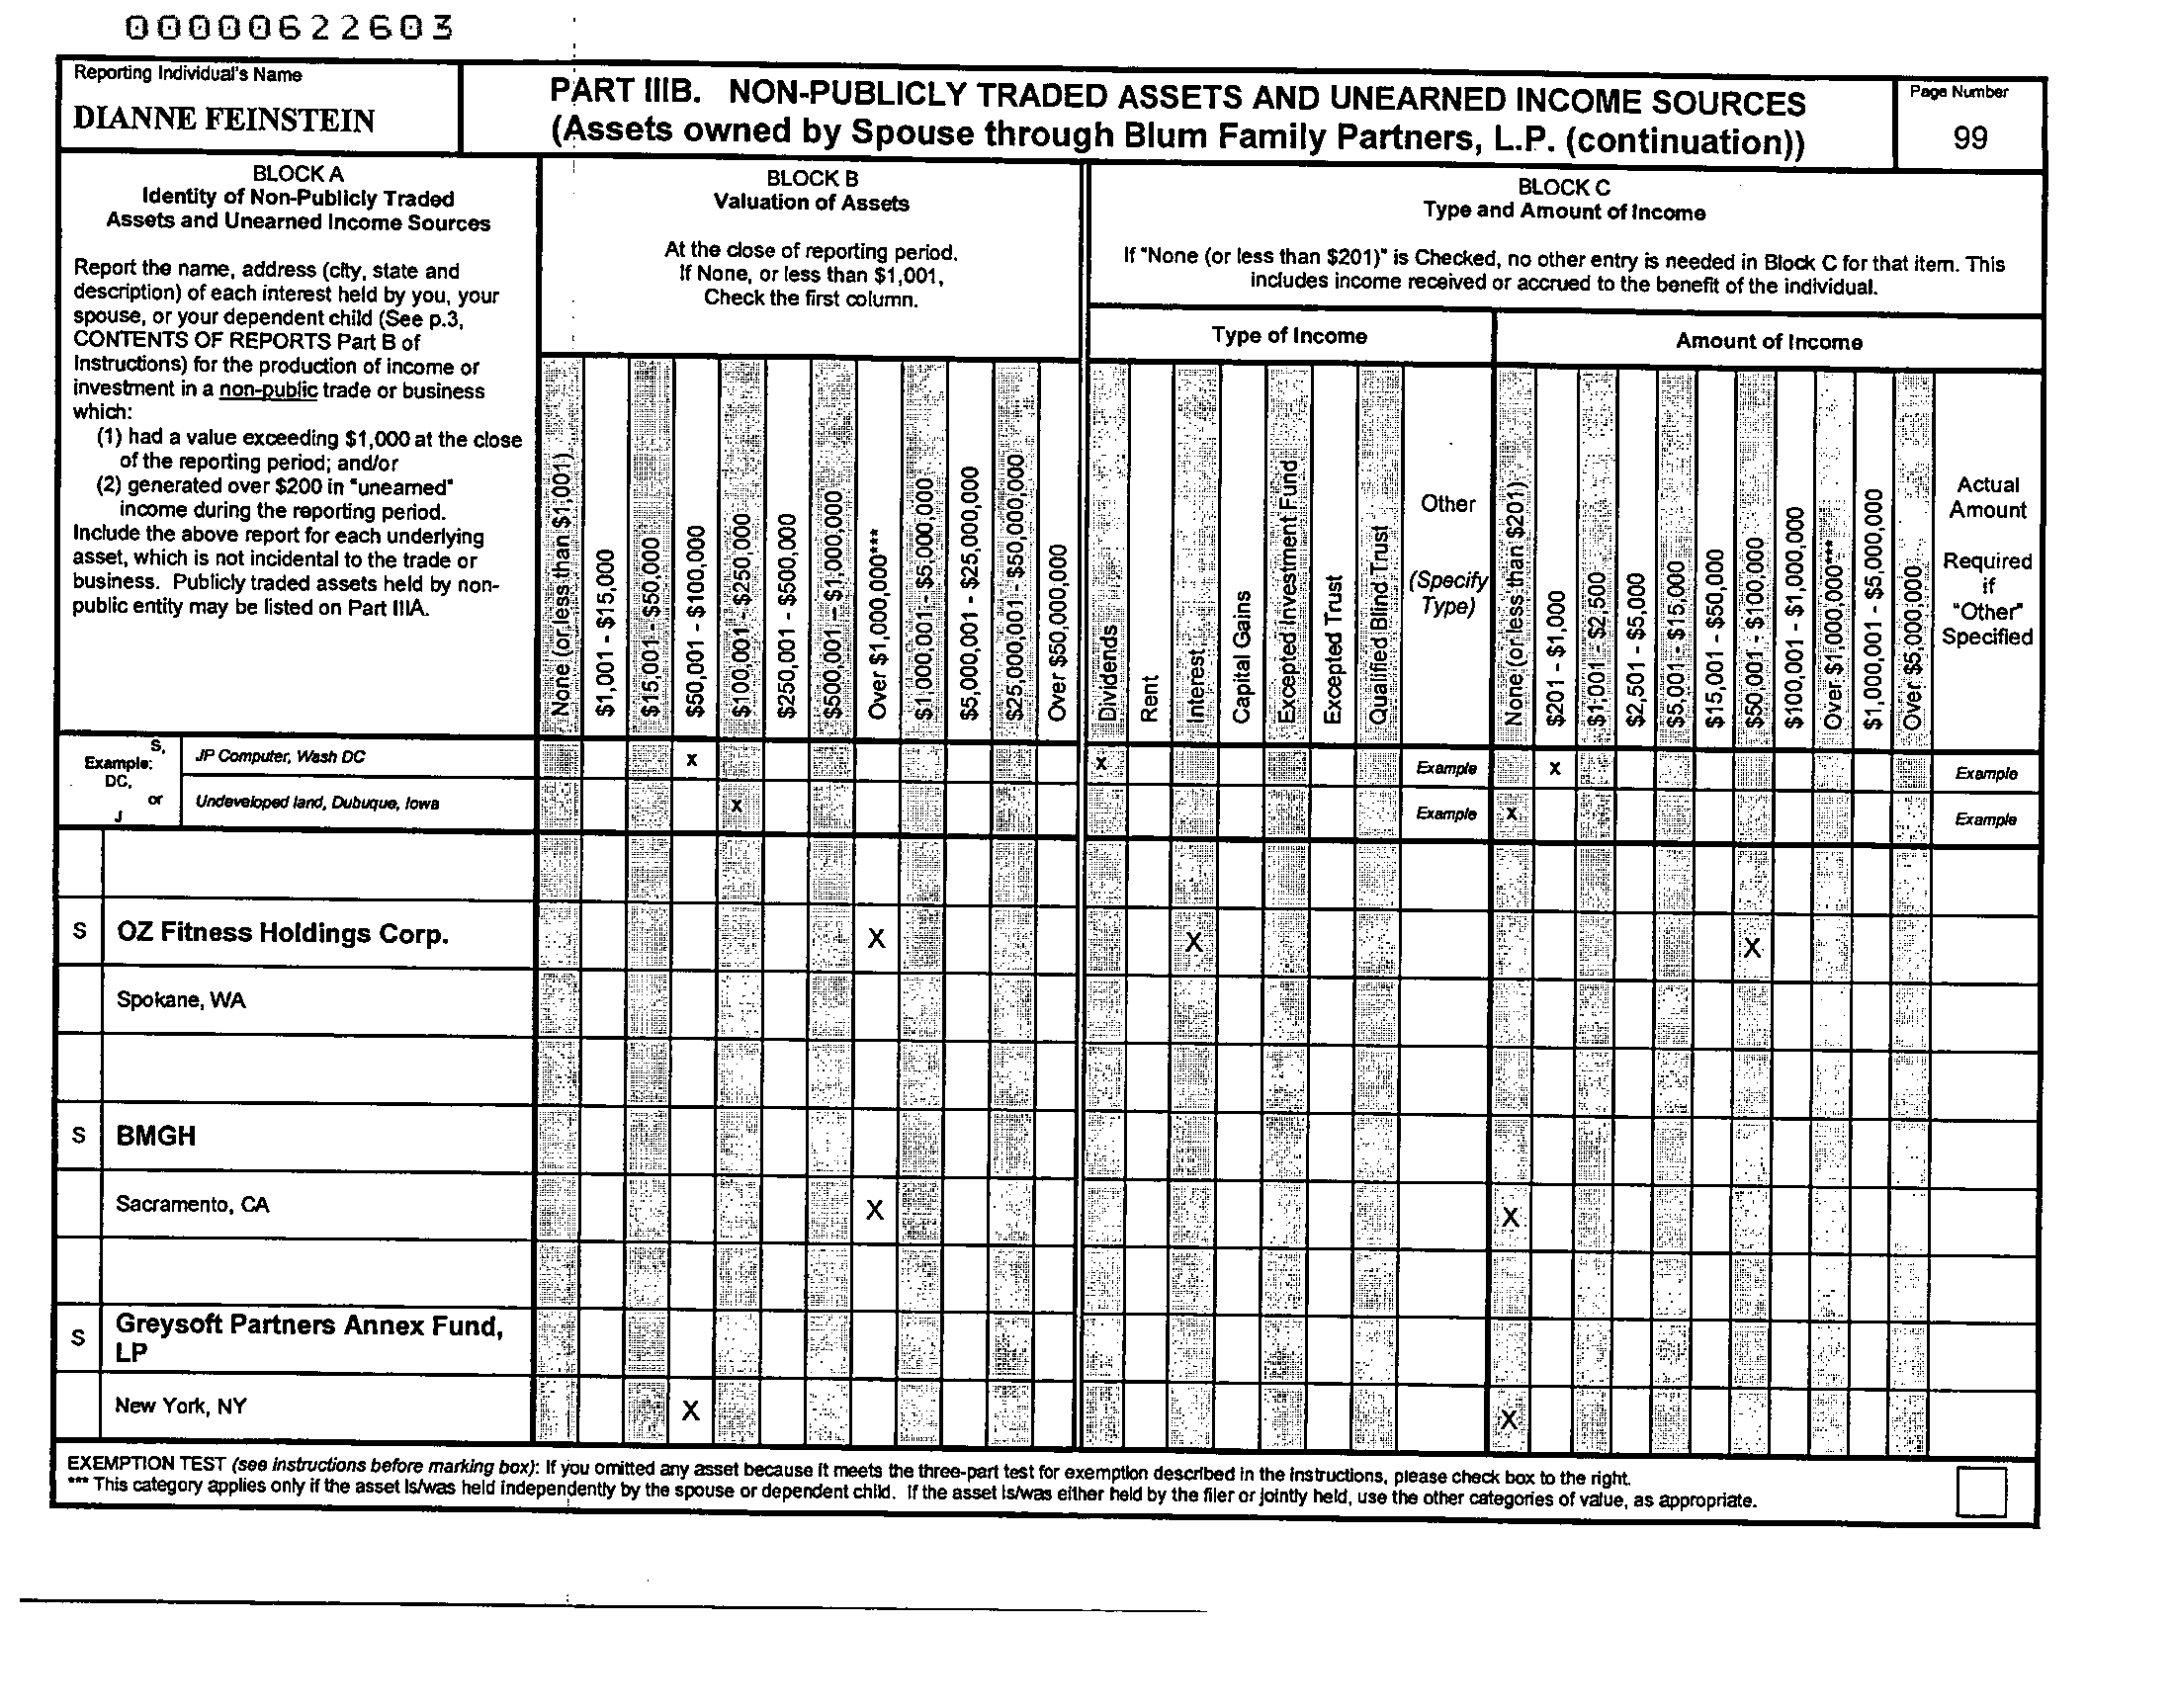 00000622603
Reporting Individual's Name
DIANNE FEINSTEIN
PART IIIB. NON-PUBLICLY TRADED ASSETS AND UNEARNED INCOME SOURCES
(Assets owned by Spouse through Blum Family Partners, L.P. (continuation))
Page Number
99
BLOCK A
Identity of Non-Publicly Traded
Assets and Unearned Income Sources
Report the name, address (city, state and
description) of each interest held by you, your
spouse, or your dependent child (See p.3,
CONTENTS OF REPORTS Part B of
Instructions) for the production of income or
investment in a non-public trade or business
which:
(1) had a value exceeding $1,000 at the close
of the reporting period; and/or
(2) generated over $200 in "unearned"
income during the reporting period.
Include the above report for each underlying
asset, which is not incidental to the trade or
business. Publicly traded assets held by non-
public entity may be listed on Part IIIA.
BLOCK B
Valuation of Assets
At the close of reporting period.
If None, or less than $1,001,
Check the first column.
BLOCK C
Type and Amount of Income
If "None (or less than $201)" is Checked, no other entry is needed in Block C for that item. This
includes income received or accrued to the benefit of the individual.
Type of Income
Amount of Income
None (or less than $1,001)
$1,001 - $15,000
$15,001 - $50,000
$50,001 - $100,000
$100,001 - $250,000
$250,001 - $500,000
$500,001 - $1,000,000
Over $1,000,000***
$1,000,001 - $5,000,000
$5,000,001 - $25,000,000
$25,000,001 - $50,000,000
Over $50,000,000
Dividends
Rent
Interest
Capital Gains
Excepted Investment Fund
Excepted Trust
Qualified Blind Trust
Other
(Specify
Type)
None (or less than $201)
$201 - $1,000
$1,001 - $2,500
$2,501 - $5,000
$5,001 - $15,000
$15,001 - $50,000
$50,001 - $100,000
$100,001 - $1,000,000
Over $1,000,000***
$1,000,001 - $5,000,000
Over $5,000,000
Actual
Amount
Required
if
"Other"
Specified
Example:
S,
DC,
or
J
JP Computer, Wash DC x x Example x Example
Undeveloped land, Dubuque, Iowa x Example x Example
S OZ Fitness Holdings Corp. X X X
Spokane, WA
S BMGH
Sacramento, CA X X
S Greysoft Partners Annex Fund,
LP
New York, NY X X
EXEMPTION TEST (see instructions before marking box): If you omitted any asset because it meets the three-part test for exemption described in the instructions, please check box to the right.
*** This category applies only if the asset is/was held independently by the spouse or dependent child. If the asset is/was either held by the filer or jointly held, use the other categories of value, as appropriate.